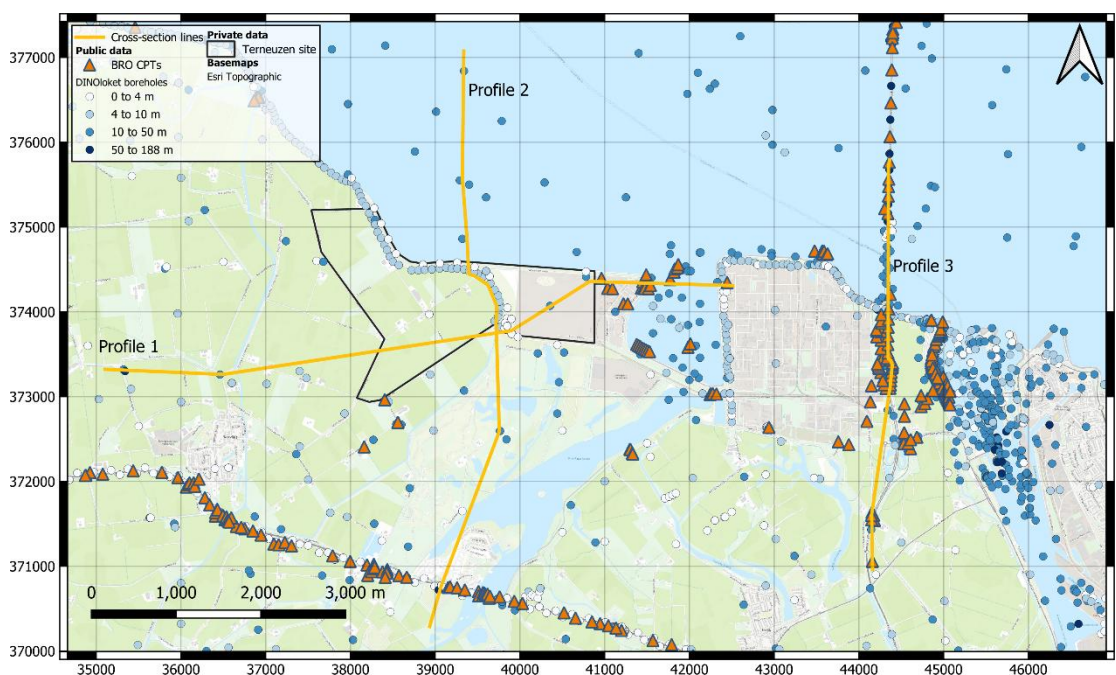 377000
376000
375000
374000
373000
372000
371000
370000
Cross-section lines
Public data
BRO CPTs
DINOloket boreholes
0 to 4 m
4 to 10 m
10 to 50 m
50 to 188 m
Private data
Terneuzen site
Basemaps
Esri Topographic
Profile 2
Profile 3
Profile 1
0 1,000 2,000 3,000 m
35000 36000 37000 38000 39000 40000 41000 42000 43000 44000 45000 46000